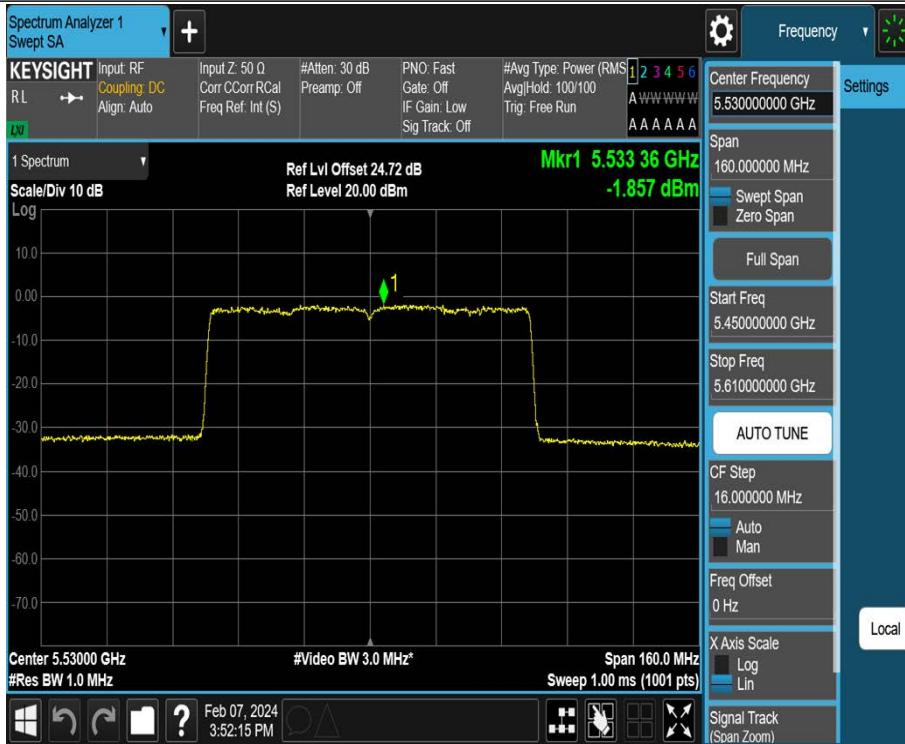 Spectrum Analyzer 1
Swept SA
+
Frequency
KEYSIGHT
RL
LXI
Input: RF
Coupling: DC
Align: Auto
Input Z: 50 Ω
Corr CCorr RCal
Freq Ref: Int (S)
#Atten: 30 dB
Preamp: Off
PNO: Fast
Gate: Off
IF Gain: Low
Sig Track: Off
#Avg Type: Power (RMS
Avg|Hold: 100/100
Trig: Free Run
1 2 3 4 5 6
A W W W W W
A A A A A A
1 Spectrum
Scale/Div 10 dB
Log
Ref Lvl Offset 24.72 dB
Ref Level 20.00 dBm
Mkr1 5.533 36 GHz
-1.857 dBm
10.0
0.00
-10.0
-20.0
-30.0
-40.0
-50.0
-60.0
-70.0
1
Center 5.53000 GHz
#Res BW 1.0 MHz
#Video BW 3.0 MHz*
Span 160.0 MHz
Sweep 1.00 ms (1001 pts)
Center Frequency
5.530000000 GHz
Span
160.000000 MHz
Swept Span
Zero Span
Full Span
Start Freq
5.450000000 GHz
Stop Freq
5.610000000 GHz
AUTO TUNE
CF Step
16.000000 MHz
Auto
Man
Freq Offset
0 Hz
X Axis Scale
Log
Lin
Signal Track
(Span Zoom)
Settings
Local
?
Feb 07, 2024
3:52:15 PM